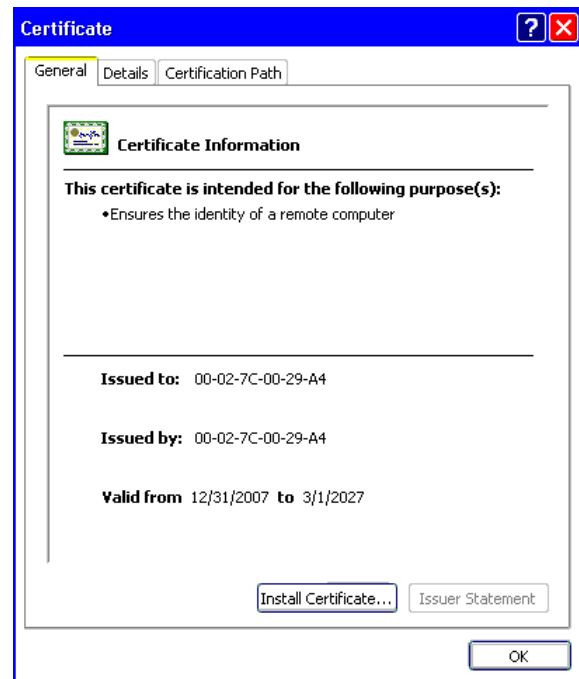 Certificate
General Details Certification Path
Certificate Information
This certificate is intended for the following purpose(s):
•Ensures the identity of a remote computer
Issued to: 00-02-7C-00-29-A4
Issued by: 00-02-7C-00-29-A4
Valid from 12/31/2007 to 3/1/2027
Install Certificate... Issuer Statement
OK